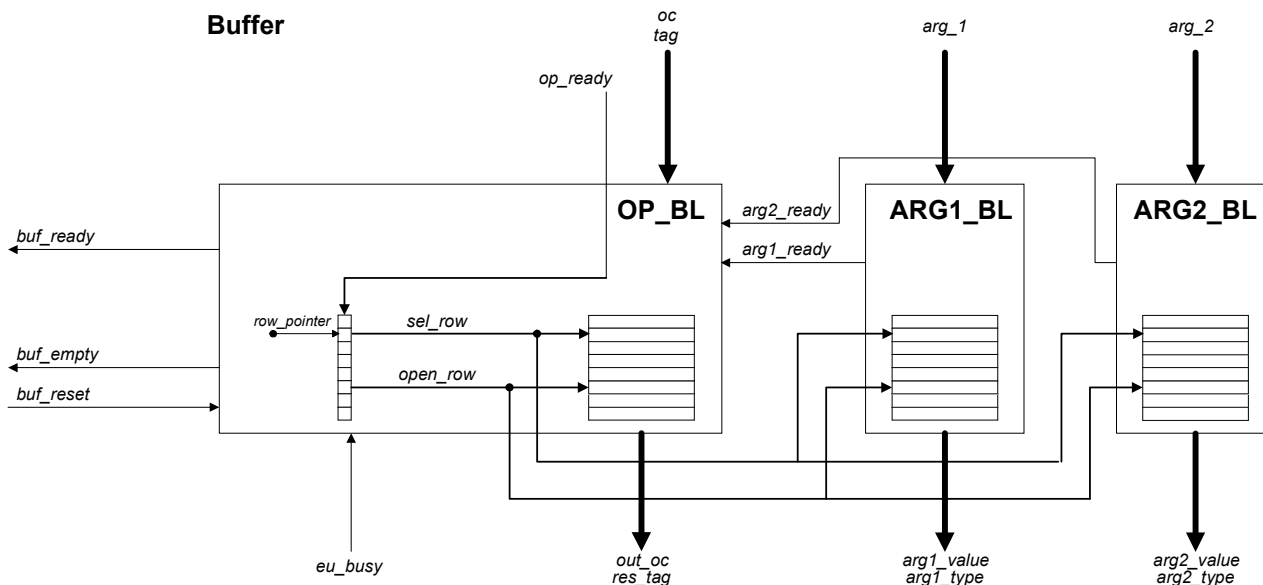 Buffer
oc
tag
arg_1
arg_2
op_ready
OP_BL
ARG1_BL
ARG2_BL
arg2_ready
buf_ready
arg1_ready
row_pointer
sel_row
buf_empty
open_row
buf_reset
eu_busy
out_oc
res_tag
arg1_value
arg1_type
arg2_value
arg2_type